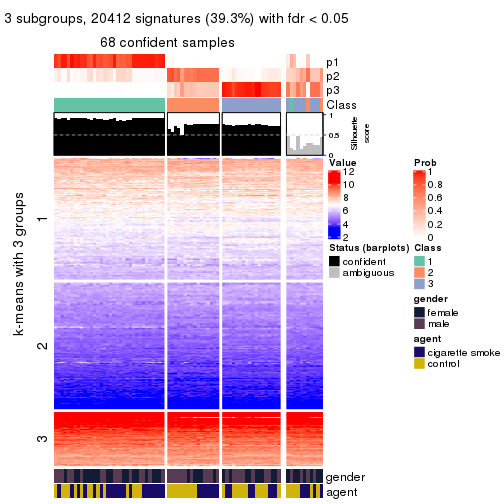 3 subgroups, 20412 signatures (39.3%) with fdr < 0.05
68 confident samples
p1
p2
p3
Class
1
0.5
0
Silhouette
score
k-means with 3 groups
1
2
3
Value
12
10
8
6
4
2
Status (barplots)
confident
ambiguous
Prob
1
0.8
0.6
0.4
0.2
0
Class
1
2
3
gender
female
male
agent
cigarette smoke
control
gender
agent